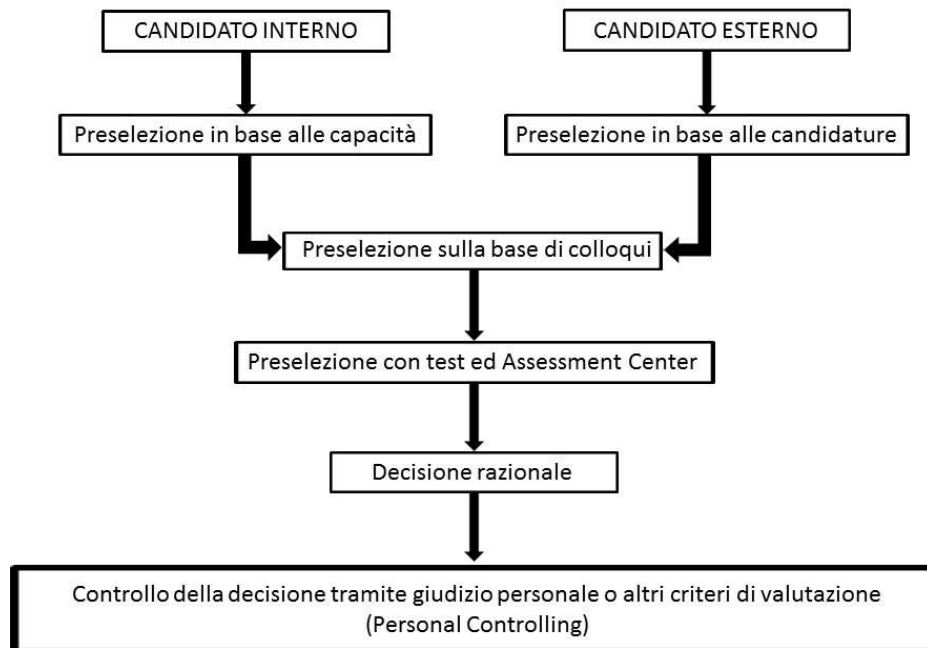 CANDIDATO INTERNO
CANDIDATO ESTERNO
Preselezione in base alle capacità
Preselezione in base alle candidature
Preselezione sulla base di colloqui
Preselezione con test ed Assessment Center
Decisione razionale
Controllo della decisione tramite giudizio personale o altri criteri di valutazione
(Personal Controlling)